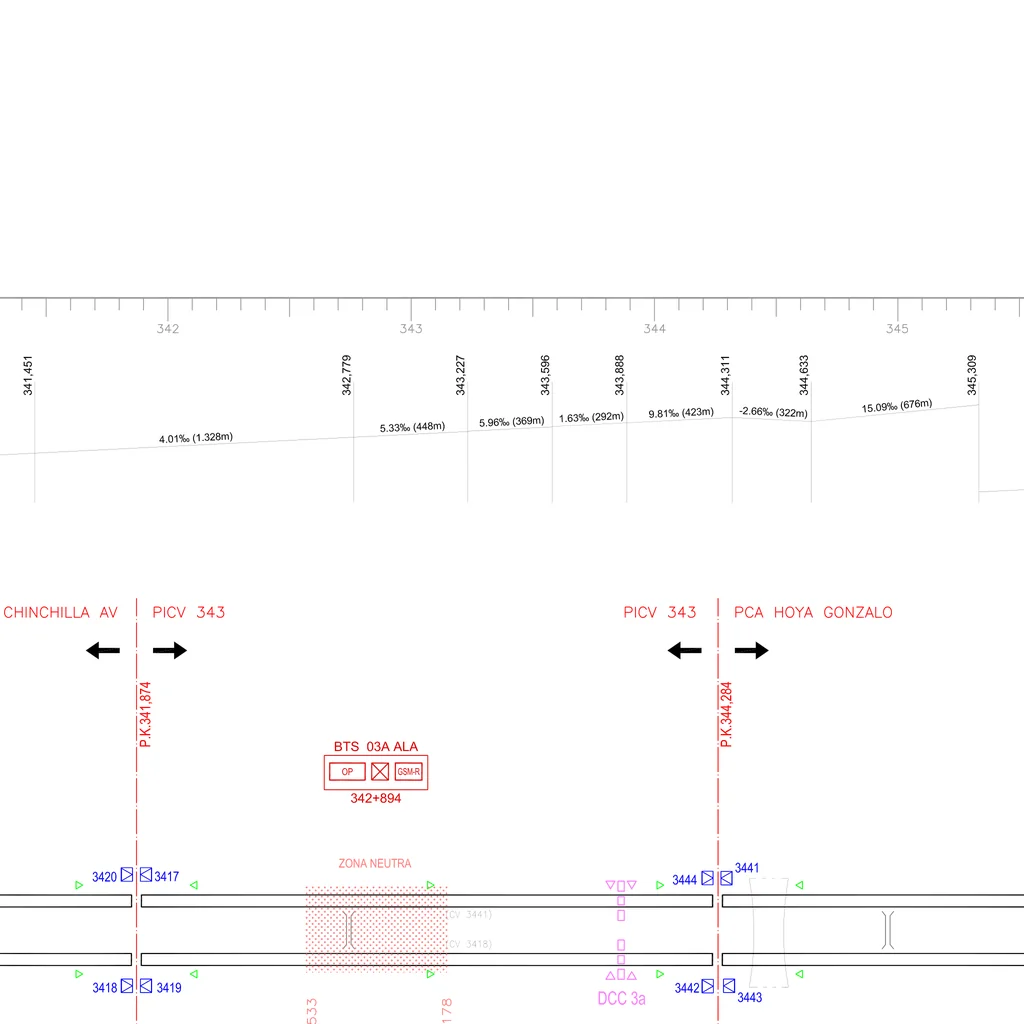 342 343 344 345
341,451
342,779
343,227
343,596
343,888
344,311
344,633
345,309
4.01‰ (1.328m)
5.33‰ (448m)
5.96‰ (369m)
1.63‰ (292m)
9.81‰ (423m)
-2.66‰ (322m)
15.09‰ (676m)
CHINCHILLA AV PICV 343
PICV 343 PCA HOYA GONZALO
P.K.341,874
P.K.344,284
BTS 03A ALA
OP GSM-R
342+894
ZONA NEUTRA
3420 3417
3444 3441
(CV 3441)
(CV 3418)
3418 3419
3442 3443
DCC 3a
533
178